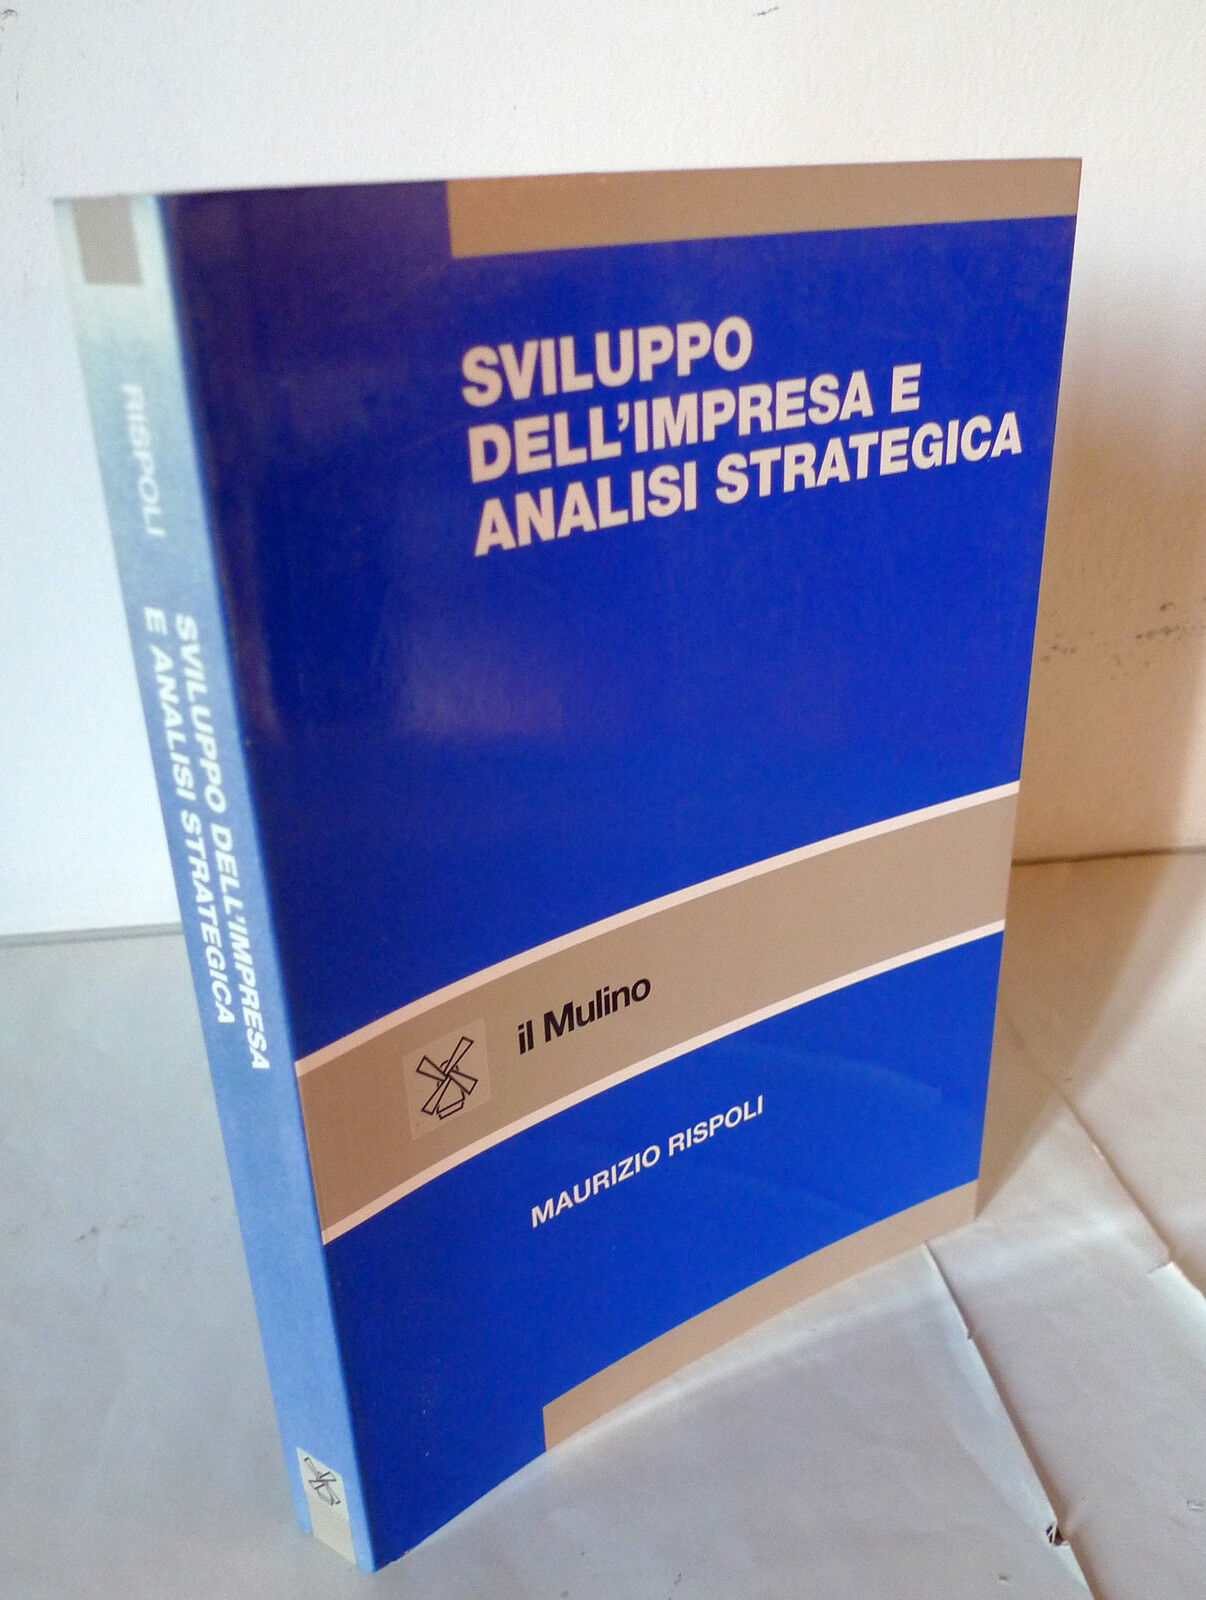 SVILUPPO
DELL'IMPRESA E
ANALISI STRATEGICA
il Mulino
MAURIZIO RISPOLI
RISPOLI
SVILUPPO DELL'IMPRESA
E ANALISI STRATEGICA